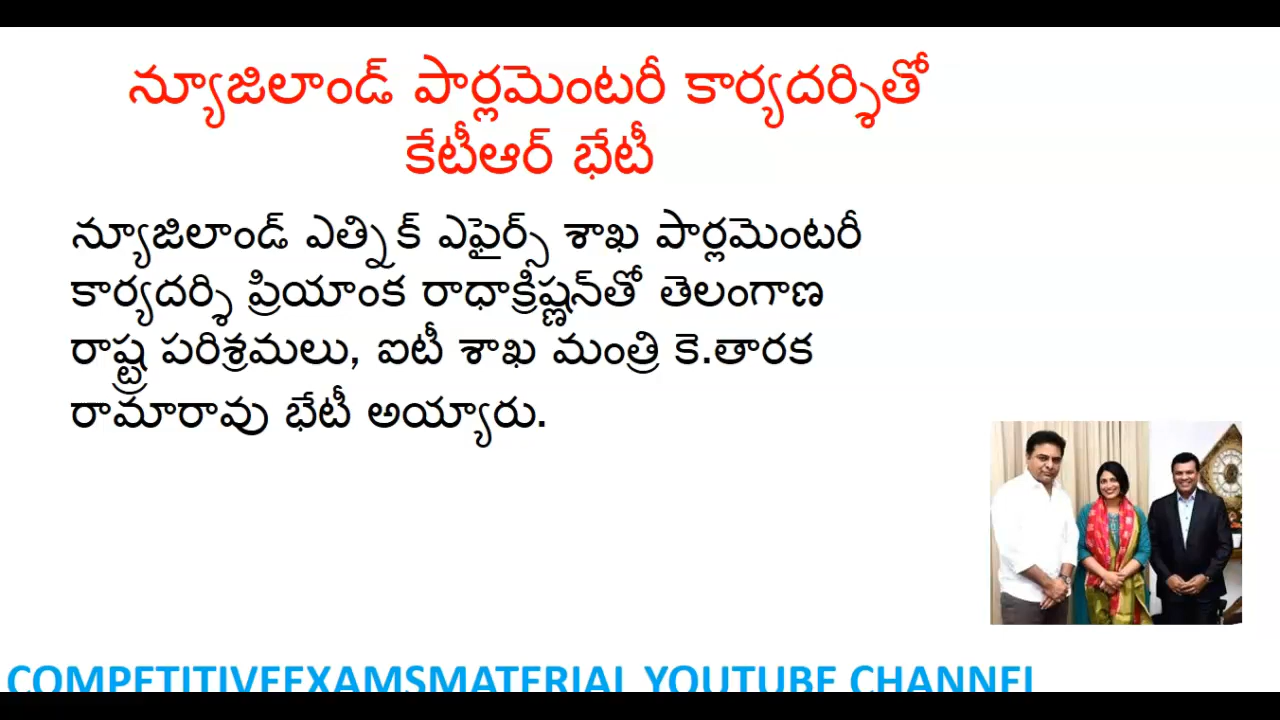 న్యూజిలాండ్ పార్లమెంటరీ కార్యదర్శితో
కేటీఆర్ భేటీ
న్యూజిలాండ్ ఎత్నిక్ ఎఫైర్స్ శాఖ పార్లమెంటరీ
కార్యదర్శి ప్రియాంక రాధాక్రిష్ణన్‌తో తెలంగాణ
రాష్ట్ర పరిశ్రమలు, ఐటీ శాఖ మంత్రి కె.తారక
రామారావు భేటీ అయ్యారు.
COMPETITIVEEXAMSMATERIAL YOUTUBE CHANNEL